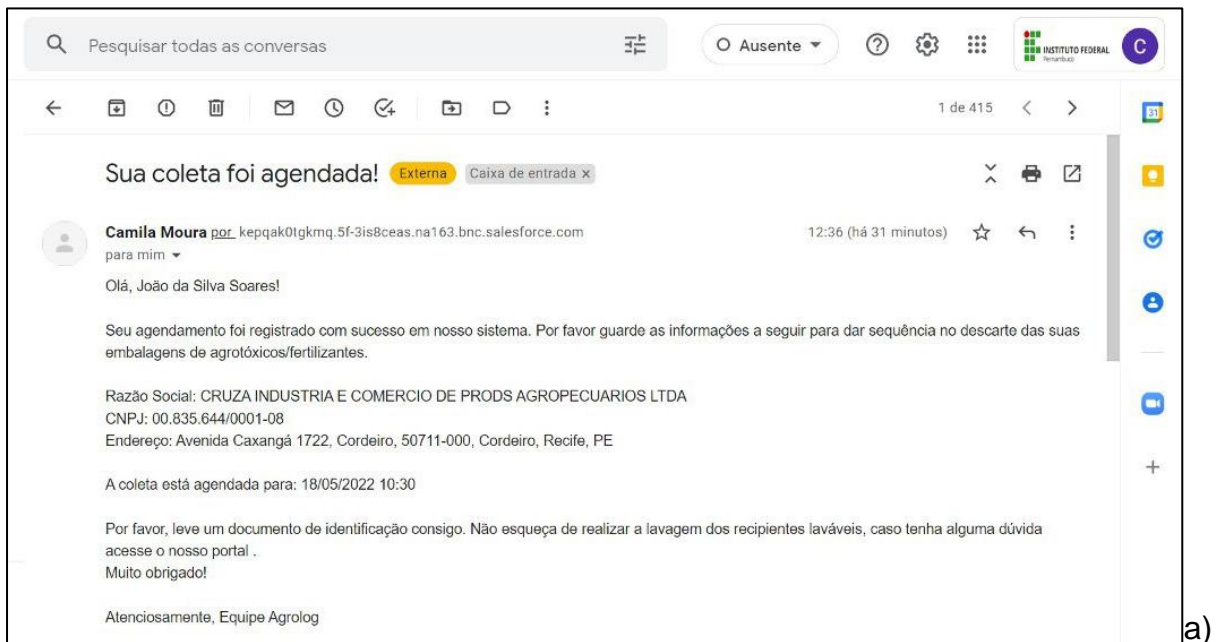 Pesquisar todas as conversas
Ausente
INSTITUTO FEDERAL
Pernambuco
C
1 de 415
31
Sua coleta foi agendada! Externa Caixa de entrada x
Camila Moura por kepqak0tgkmq.5f-3is8ceas.na163.bnc.salesforce.com 12:36 (há 31 minutos)
para mim
Olá, João da Silva Soares!
Seu agendamento foi registrado com sucesso em nosso sistema. Por favor guarde as informações a seguir para dar sequência no descarte das suas
embalagens de agrotóxicos/fertilizantes.
Razão Social: CRUZA INDUSTRIA E COMERCIO DE PRODS AGROPECUARIOS LTDA
CNPJ: 00.835.644/0001-08
Endereço: Avenida Caxangá 1722, Cordeiro, 50711-000, Cordeiro, Recife, PE
A coleta está agendada para: 18/05/2022 10:30
Por favor, leve um documento de identificação consigo. Não esqueça de realizar a lavagem dos recipientes laváveis, caso tenha alguma dúvida
acesse o nosso portal .
Muito obrigado!
Atenciosamente, Equipe Agrolog
a)